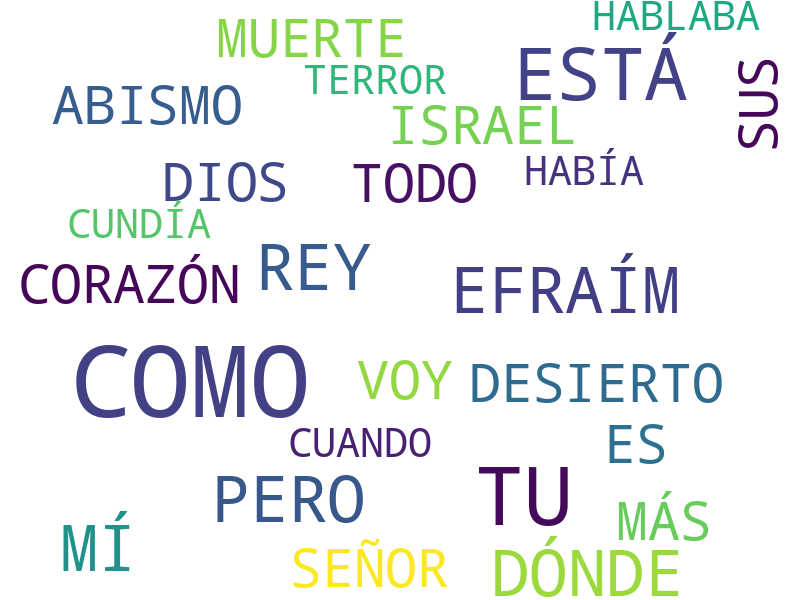 HABLABA
MUERTE
ESTÁ
TERROR
SUS
ABISMO
ISRAEL
DIOS
TODO
HABÍA
CUNDÍA
REY
CORAZÓN
EFRAÍM
COMO
VOY
DESIERTO
CUANDO
ES
PERO
TU
MÁS
MÍ
SEÑOR
DÓNDE